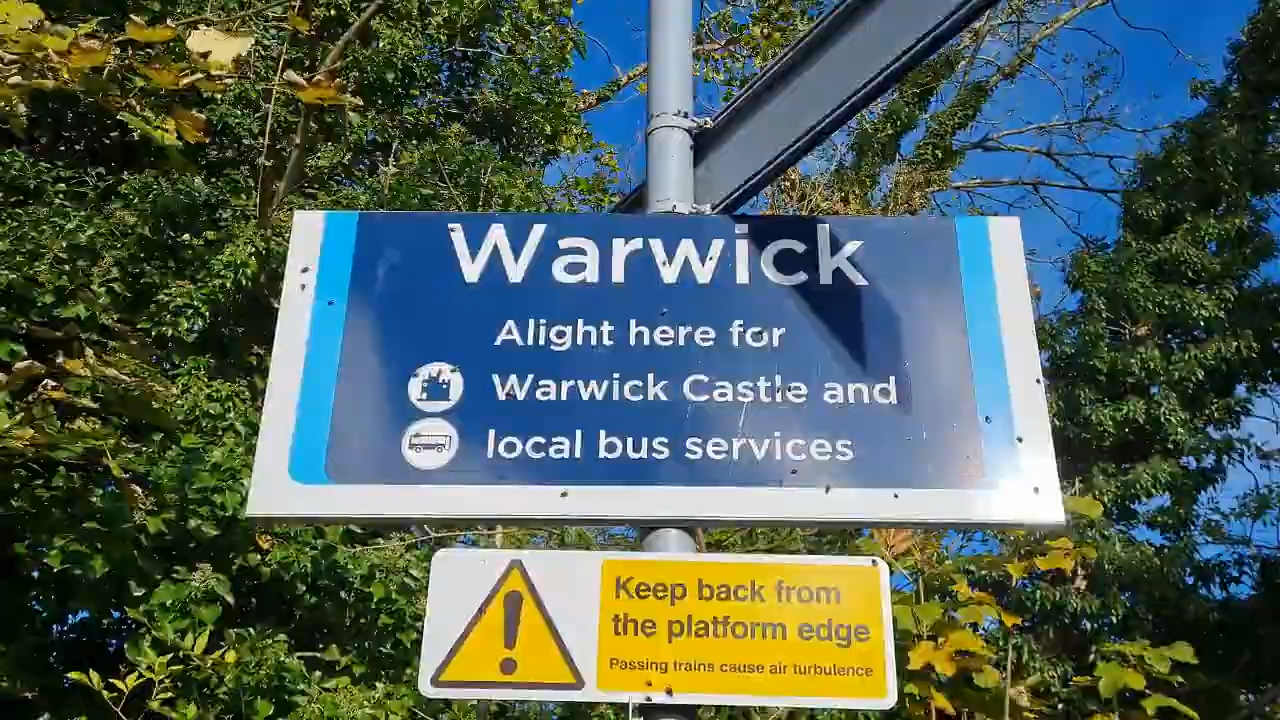 Warwick
Alight here for
Warwick Castle and
local bus services
Keep back from
the platform edge
Passing trains cause air turbulence